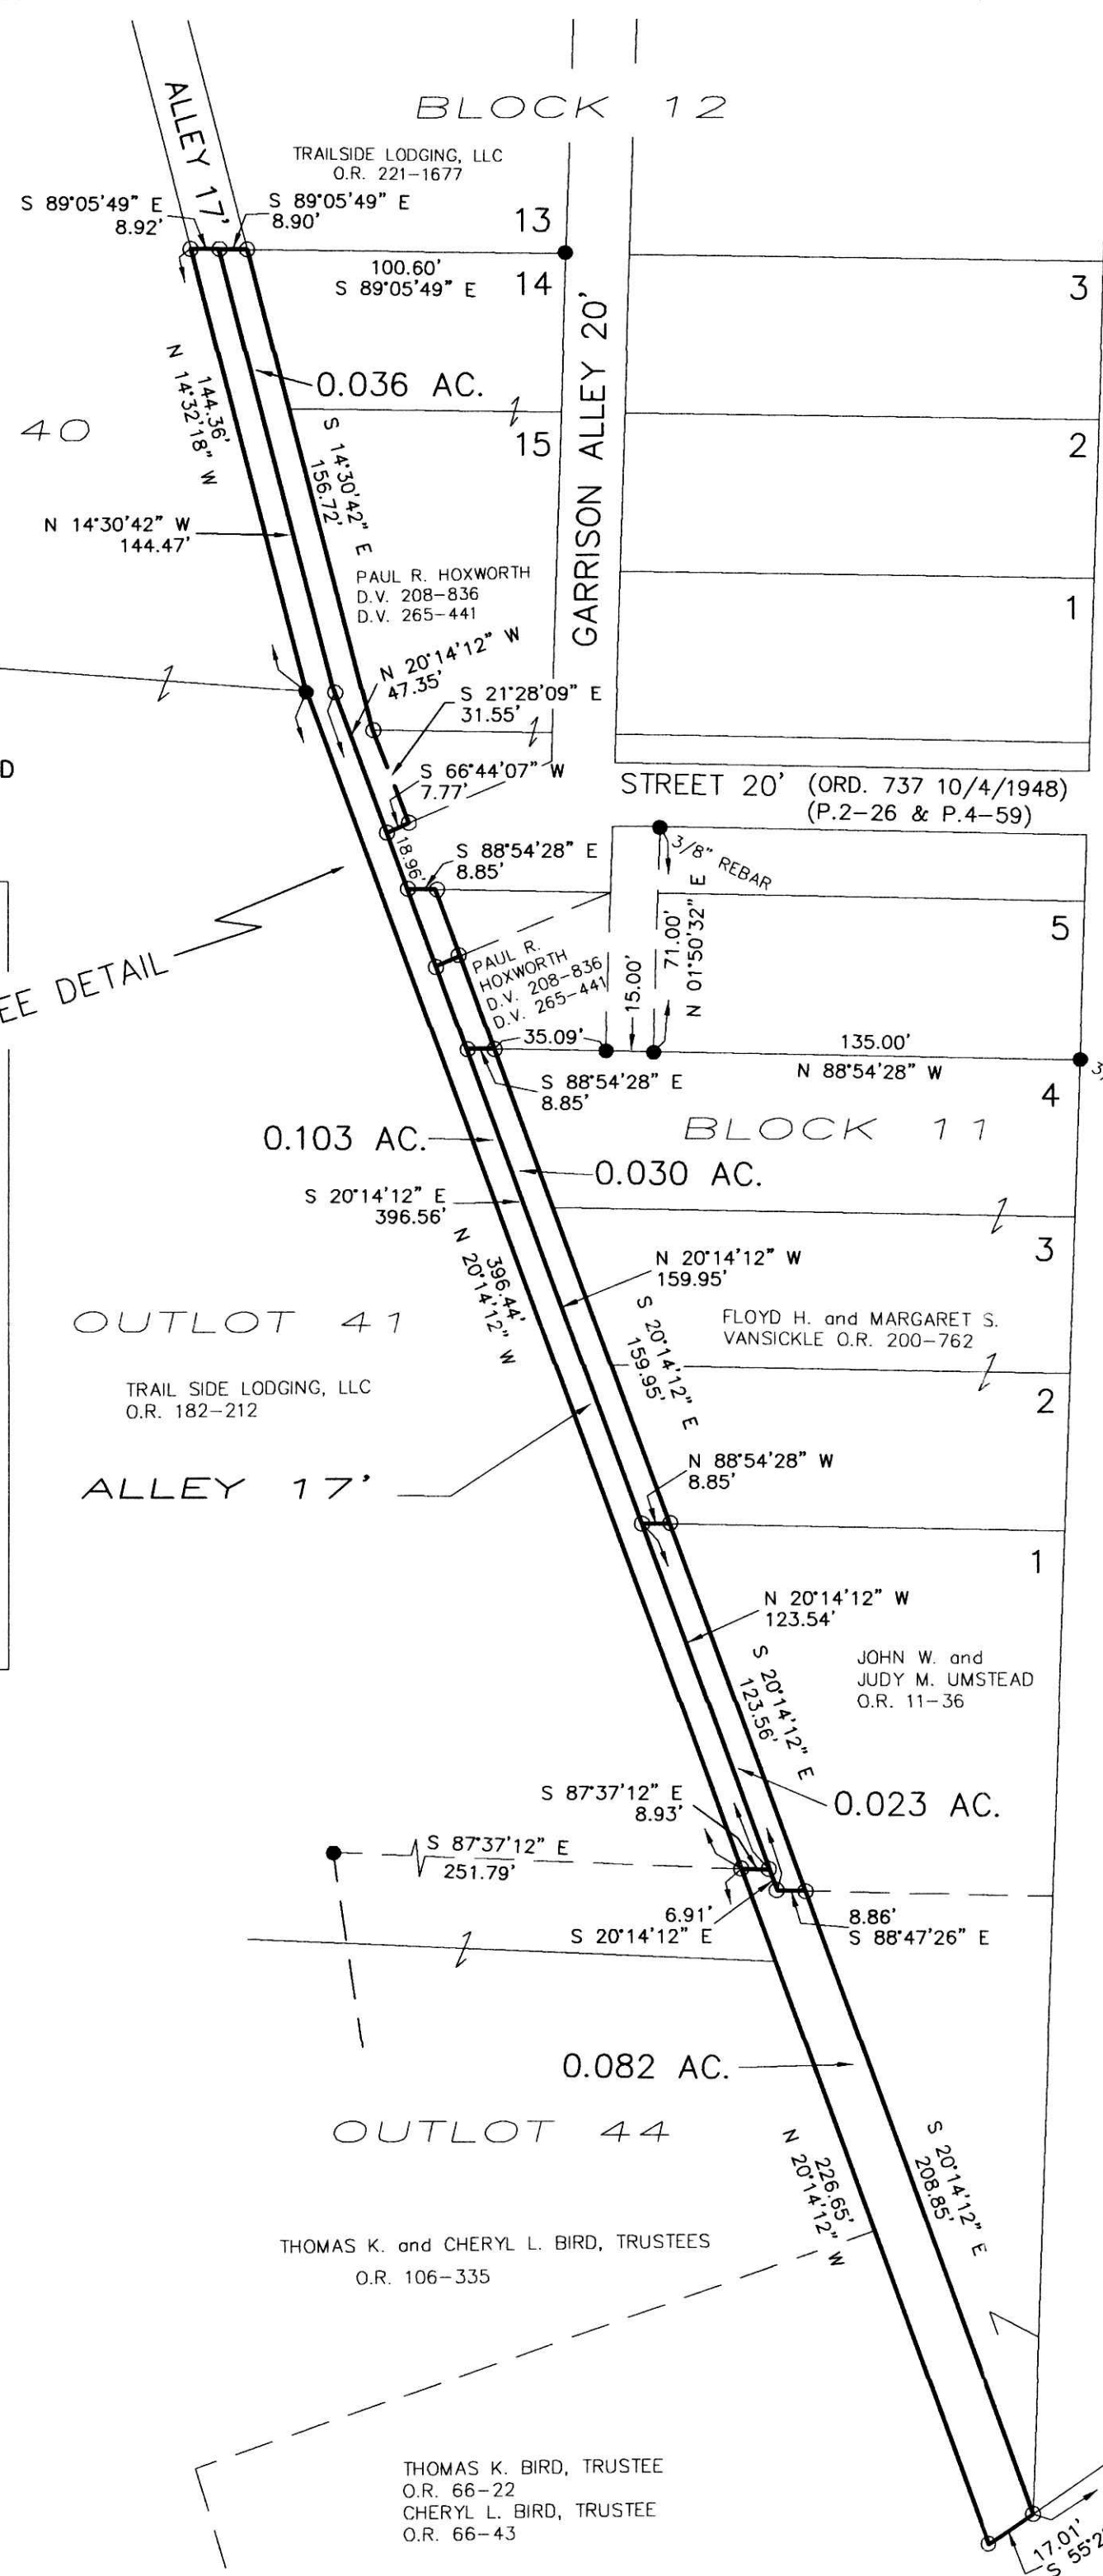 BLOCK 12
ALLEY 17'
TRAILSIDE LODGING, LLC
O.R. 221-1677
S 89°05'49" E
8.92'
S 89°05'49" E
8.90'
13
100.60'
S 89°05'49" E
14
3
GARRISON ALLEY 20'
0.036 AC.
144.36'
N 14°32'18" W
40
15
2
S 14°30'42" E
156.72'
N 14°30'42" W
144.47'
PAUL R. HOXWORTH
D.V. 208-836
D.V. 265-441
1
N 20°14'12" W
47.35'
S 21°28'09" E
31.55'
D
S 66°44'07" W
7.77'
STREET 20' (ORD. 737 10/4/1948)
(P.2-26 & P.4-59)
18.96'
S 88°54'28" E
8.85'
3/8" REBAR
5
EE DETAIL
PAUL R.
HOXWORTH
D.V. 208-836
D.V. 265-441
15.00'
71.00'
N 01°50'32" E
35.09'
135.00'
N 88°54'28" W
S 88°54'28" E
8.85'
4
BLOCK 11
0.103 AC.
0.030 AC.
S 20°14'12" E
396.56'
396.44'
N 20°14'12" W
3
N 20°14'12" W
159.95'
S 20°14'12" E
159.95'
OUTLOT 41
FLOYD H. and MARGARET S.
VANSICKLE O.R. 200-762
TRAIL SIDE LODGING, LLC
O.R. 182-212
2
ALLEY 17'
N 88°54'28" W
8.85'
1
N 20°14'12" W
123.54'
S 20°14'12" E
123.56'
JOHN W. and
JUDY M. UMSTEAD
O.R. 11-36
S 87°37'12" E
8.93'
0.023 AC.
S 87°37'12" E
251.79'
6.91'
S 20°14'12" E
8.86'
S 88°47'26" E
0.082 AC.
OUTLOT 44
226.65'
N 20°14'12" W
S 20°14'12" E
208.85'
THOMAS K. and CHERYL L. BIRD, TRUSTEES
O.R. 106-335
THOMAS K. BIRD, TRUSTEE
O.R. 66-22
CHERYL L. BIRD, TRUSTEE
O.R. 66-43
17.01'
S 55°2